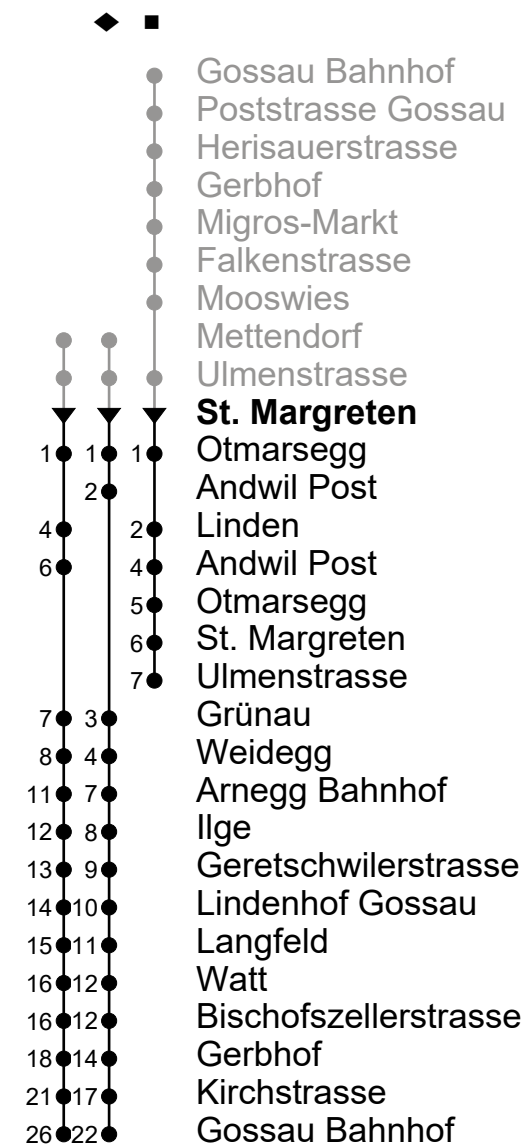 Gossau Bahnhof
Poststrasse Gossau
Herisauerstrasse
Gerbhof
Migros-Markt
Falkenstrasse
Mooswies
Mettendorf
Ulmenstrasse
St. Margreten
1 1 1 Otmarsegg
2 Andwil Post
4 2 Linden
6 4 Andwil Post
5 Otmarsegg
6 St. Margreten
7 Ulmenstrasse
7 3 Grünau
8 4 Weidegg
11 7 Arnegg Bahnhof
12 8 Ilge
13 9 Geretschwilerstrasse
14 10 Lindenhof Gossau
15 11 Langfeld
16 12 Watt
16 12 Bischofszellerstrasse
18 14 Gerbhof
21 17 Kirchstrasse
26 22 Gossau Bahnhof